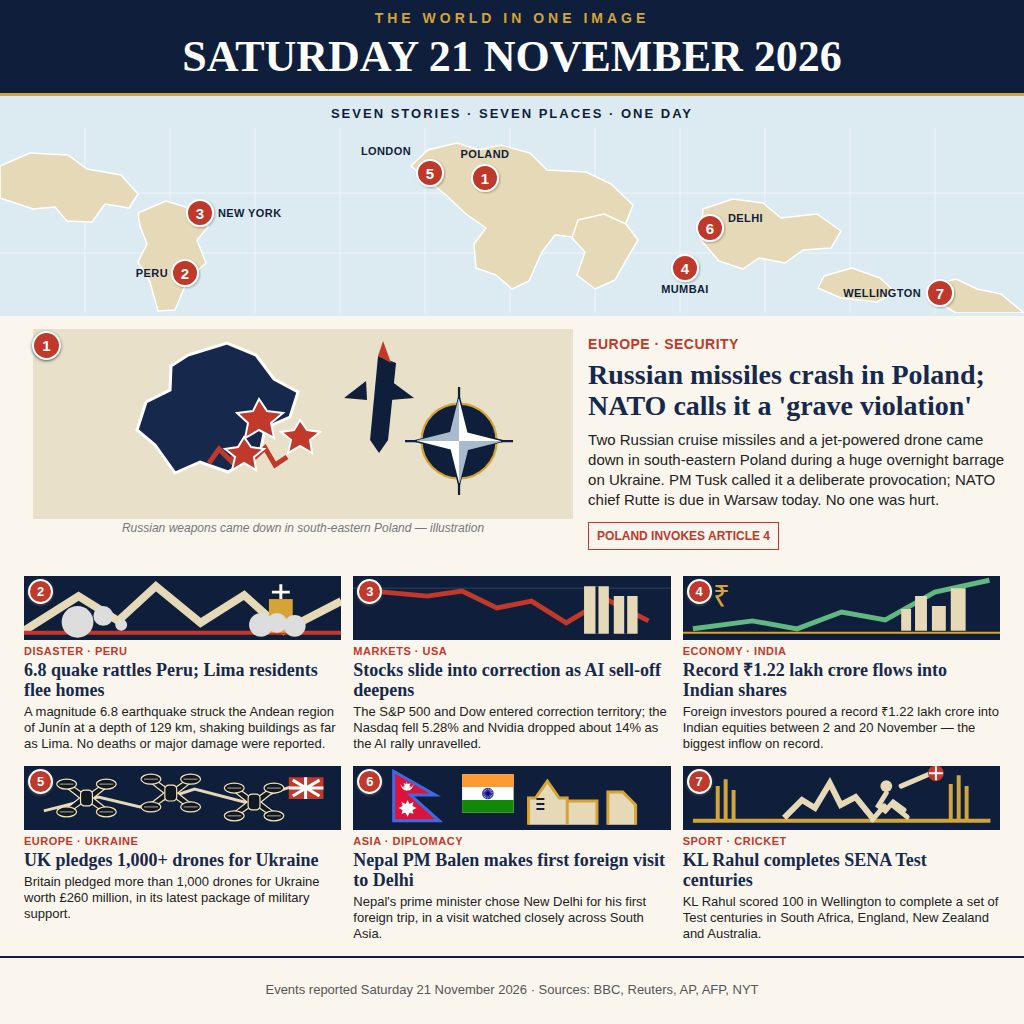 THE WORLD IN ONE IMAGE
SATURDAY 21 NOVEMBER 2026
SEVEN STORIES · SEVEN PLACES · ONE DAY
LONDON
5
POLAND
1
3
NEW YORK
6
DELHI
PERU
2
4
MUMBAI
WELLINGTON
7
1
Russian weapons came down in south-eastern Poland — illustration
EUROPE · SECURITY
Russian missiles crash in Poland;
NATO calls it a 'grave violation'
Two Russian cruise missiles and a jet-powered drone came
down in south-eastern Poland during a huge overnight barrage
on Ukraine. PM Tusk called it a deliberate provocation; NATO
chief Rutte is due in Warsaw today. No one was hurt.
POLAND INVOKES ARTICLE 4
2
DISASTER · PERU
6.8 quake rattles Peru; Lima residents
flee homes
A magnitude 6.8 earthquake struck the Andean region
of Junín at a depth of 129 km, shaking buildings as far
as Lima. No deaths or major damage were reported.
3
MARKETS · USA
Stocks slide into correction as AI sell-off
deepens
The S&P 500 and Dow entered correction territory; the
Nasdaq fell 5.28% and Nvidia dropped about 14% as
the AI rally unravelled.
4
₹
ECONOMY · INDIA
Record ₹1.22 lakh crore flows into
Indian shares
Foreign investors poured a record ₹1.22 lakh crore into
Indian equities between 2 and 20 November — the
biggest inflow on record.
5
EUROPE · UKRAINE
UK pledges 1,000+ drones for Ukraine
Britain pledged more than 1,000 drones for Ukraine
worth £260 million, in its latest package of military
support.
6
ASIA · DIPLOMACY
Nepal PM Balen makes first foreign visit
to Delhi
Nepal's prime minister chose New Delhi for his first
foreign trip, in a visit watched closely across South
Asia.
7
SPORT · CRICKET
KL Rahul completes SENA Test
centuries
KL Rahul scored 100 in Wellington to complete a set of
Test centuries in South Africa, England, New Zealand
and Australia.
Events reported Saturday 21 November 2026 · Sources: BBC, Reuters, AP, AFP, NYT